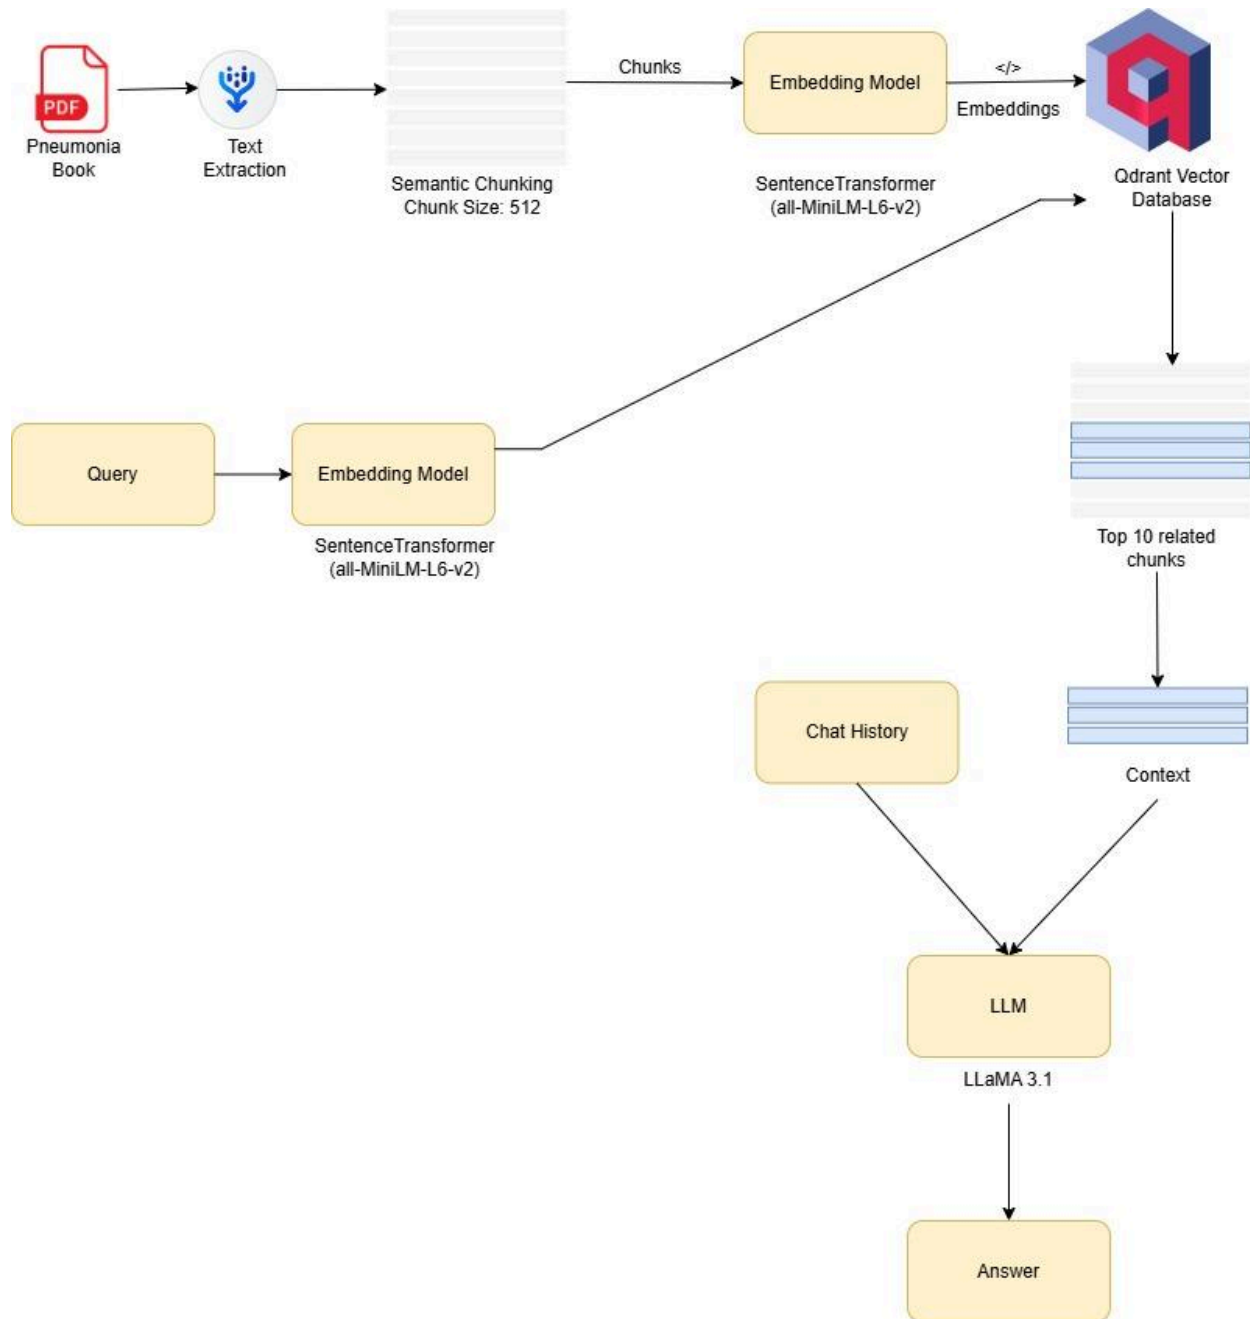 PDF
Pneumonia
Book
Text
Extraction
Semantic Chunking
Chunk Size: 512
Chunks
Embedding Model
SentenceTransformer
(all-MiniLM-L6-v2)
</>
Embeddings
Qdrant Vector
Database
Query
Embedding Model
SentenceTransformer
(all-MiniLM-L6-v2)
Top 10 related
chunks
Chat History
Context
LLM
LLaMA 3.1
Answer